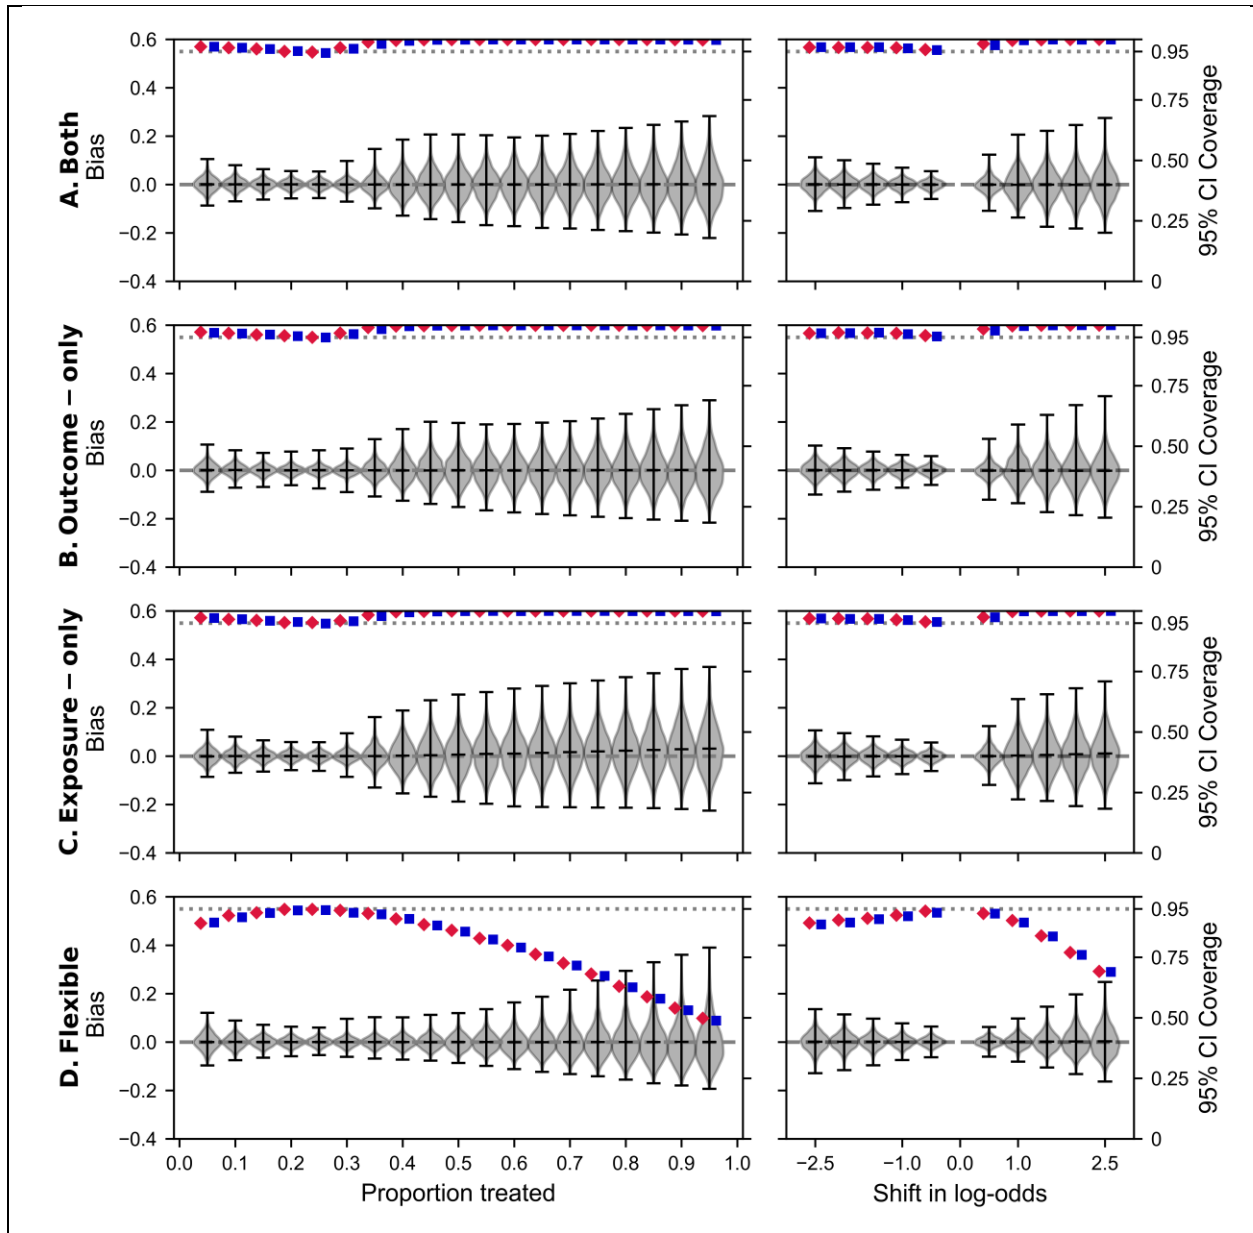 A. Both
Bias
0.6
0.4
0.2
0.0
−0.2
−0.4
0.95
0.75
0.50
0.25
0
95% CI Coverage
B. Outcome − only
Bias
0.6
0.4
0.2
0.0
−0.2
−0.4
0.95
0.75
0.50
0.25
0
95% CI Coverage
C. Exposure − only
Bias
0.6
0.4
0.2
0.0
−0.2
−0.4
0.95
0.75
0.50
0.25
0
95% CI Coverage
D. Flexible
Bias
0.6
0.4
0.2
0.0
−0.2
−0.4
0.95
0.75
0.50
0.25
0
95% CI Coverage
0.0 0.1 0.2 0.3 0.4 0.5 0.6 0.7 0.8 0.9 1.0
−2.5 −1.0 0.0 1.0 2.5
Proportion treated
Shift in log-odds